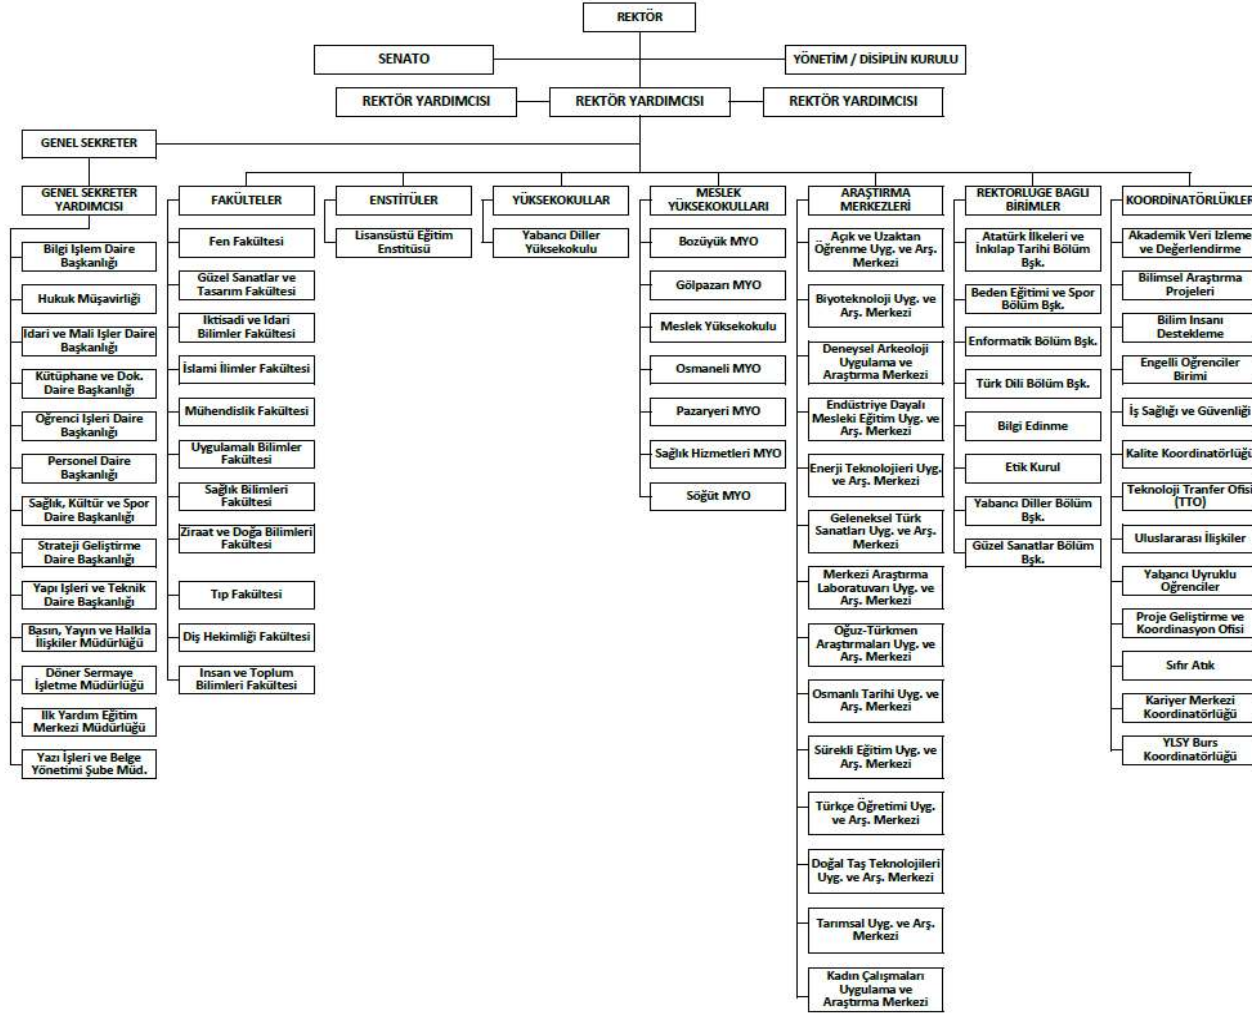 REKTÖR
SENATO
YÖNETİM / DİSİPLİN KURULU
REKTÖR YARDIMCISI
REKTÖR YARDIMCISI
REKTÖR YARDIMCISI
GENEL SEKRETER
GENEL SEKRETER
YARDIMCISI
Bilgi İşlem Daire
Başkanlığı
Hukuk Müşavirliği
İdari ve Mali İşler Daire
Başkanlığı
Kütüphane ve Dok.
Daire Başkanlığı
Öğrenci İşleri Daire
Başkanlığı
Personel Daire
Başkanlığı
Sağlık, Kültür ve Spor
Daire Başkanlığı
Strateji Geliştirme
Daire Başkanlığı
Yapı İşleri ve Teknik
Daire Başkanlığı
Basın, Yayın ve Halkla
İlişkiler Müdürlüğü
Döner Sermaye
İşletme Müdürlüğü
İlk Yardım Eğitim
Merkezi Müdürlüğü
Yazı İşleri ve Belge
Yönetimi Şube Müd.
FAKÜLTELER
Fen Fakültesi
Güzel Sanatlar ve
Tasarım Fakültesi
İktisadi ve İdari
Bilimler Fakültesi
İslami İlimler Fakültesi
Mühendislik Fakültesi
Uygulamalı Bilimler
Fakültesi
Sağlık Bilimleri
Fakültesi
Ziraat ve Doğa Bilimleri
Fakültesi
Tıp Fakültesi
Diş Hekimliği Fakültesi
İnsan ve Toplum
Bilimleri Fakültesi
ENSTİTÜLER
Lisansüstü Eğitim
Enstitüsü
YÜKSEKOKULLAR
Yabancı Diller
Yüksekokulu
MESLEK
YÜKSEKOKULLARI
Bozüyük MYO
Gölpazarı MYO
Meslek Yüksekokulu
Osmaneli MYO
Pazaryeri MYO
Sağlık Hizmetleri MYO
Söğüt MYO
ARAŞTIRMA
MERKEZLERİ
Açık ve Uzaktan
Öğrenme Uyg. ve Arş.
Merkezi
Biyoteknoloji Uyg. ve
Arş. Merkezi
Deneysel Arkeoloji
Uygulama ve
Araştırma Merkezi
Endüstriye Dayalı
Mesleki Eğitim Uyg. ve
Arş. Merkezi
Enerji Teknolojieri Uyg.
ve Arş. Merkezi
Geleneksel Türk
Sanatları Uyg. ve Arş.
Merkezi
Merkezi Araştırma
Laboratuvarı Uyg. ve
Arş. Merkezi
Oğuz-Türkmen
Araştırmaları Uyg. ve
Arş. Merkezi
Osmanlı Tarihi Uyg. ve
Arş. Merkezi
Sürekli Eğitim Uyg. ve
Arş. Merkezi
Türkçe Öğretimi Uyg.
ve Arş. Merkezi
Doğal Taş Teknolojileri
Uyg. ve Arş. Merkezi
Tarımsal Uyg. ve Arş.
Merkezi
Kadın Çalışmaları
Uygulama ve
Araştırma Merkezi
REKTÖRLÜĞE BAĞLI
BİRİMLER
Atatürk İlkeleri ve
İnkılap Tarihi Bölüm
Bşk.
Beden Eğitimi ve Spor
Bölüm Bşk.
Enformatik Bölüm Bşk.
Türk Dili Bölüm Bşk.
Bilgi Edinme
Etik Kurul
Yabancı Diller Bölüm
Bşk.
Güzel Sanatlar Bölüm
Bşk.
KOORDİNATÖRLÜKLER
Akademik Veri İzleme
ve Değerlendirme
Bilimsel Araştırma
Projeleri
Bilim İnsanı
Destekleme
Engelli Öğrenciler
Birimi
İş Sağlığı ve Güvenliği
Kalite Koordinatörlüğü
Teknoloji Tranfer Ofisi
(TTO)
Uluslararası İlişkiler
Yabancı Uyruklu
Öğrenciler
Proje Geliştirme ve
Koordinasyon Ofisi
Sıfır Atık
Kariyer Merkezi
Koordinatörlüğü
YLSY Burs
Koordinatörlüğü